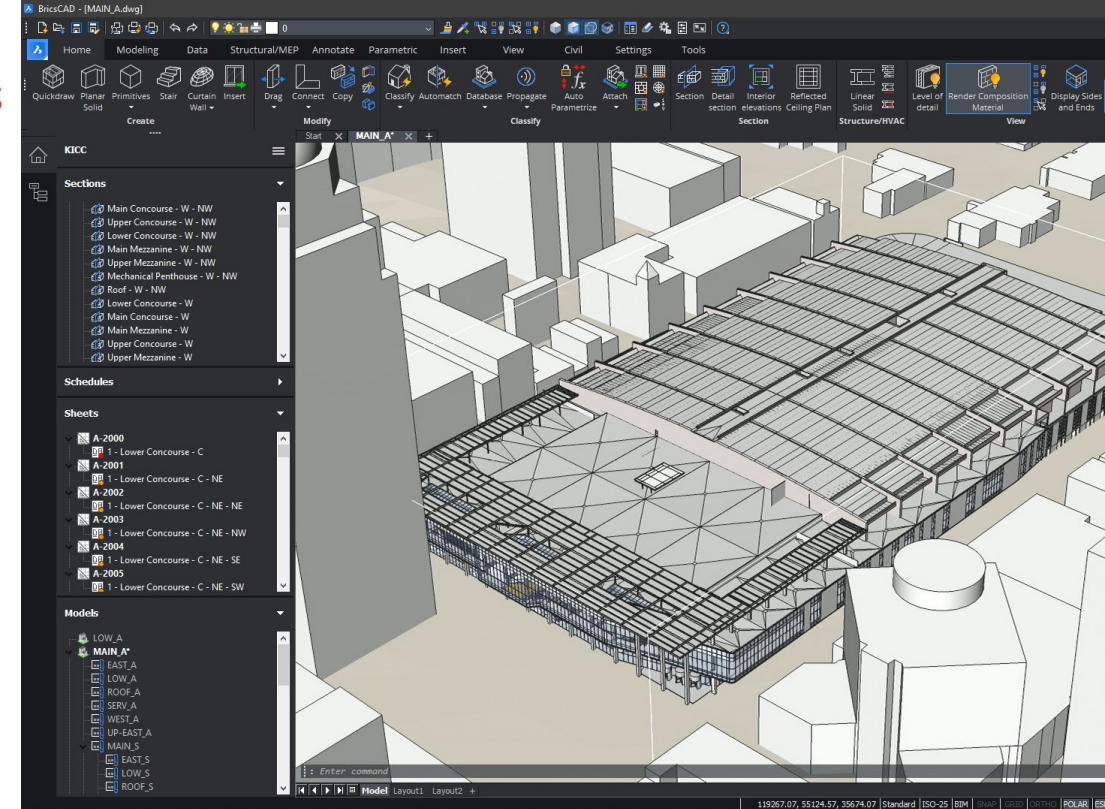 S
BricsCAD - [MAIN_A.dwg]
0
Home Modeling Data Structural/MEP Annotate Parametric Insert View Civil Settings Tools
Quickdraw Planar Solid Primitives Stair Curtain Wall Insert Drag Connect Copy Classify Automatch Database Propagate Auto Parametrize Attach Section Detail section Interior elevations Reflected Ceiling Plan Linear Solid Level of detail Render Composition Material Display Sides and Ends
Create Modify Classify Section Structure/HVAC View
Start MAIN_A* +
KICC
Sections
Main Concourse - W - NW
Upper Concourse - W - NW
Lower Concourse - W - NW
Main Mezzanine - W - NW
Upper Mezzanine - W - NW
Mechanical Penthouse - W - NW
Roof - W - NW
Lower Concourse - W
Main Concourse - W
Main Mezzanine - W
Upper Concourse - W
Upper Mezzanine - W
Schedules
Sheets
A-2000
1 - Lower Concourse - C
A-2001
1 - Lower Concourse - C - NE
A-2002
1 - Lower Concourse - C - NE - NE
A-2003
1 - Lower Concourse - C - NE - NW
A-2004
1 - Lower Concourse - C - NE - SE
A-2005
1 - Lower Concourse - C - NE - SW
Models
LOW_A
MAIN_A*
EAST_A
LOW_A
ROOF_A
SERV_A
WEST_A
UP-EAST_A
MAIN_S
EAST_S
LOW_S
ROOF_S
: Enter command
Model Layout1 Layout2 +
119267.07, 55124.57, 35674.07 Standard ISO-25 BIM SNAP GRID ORTHO POLAR ES